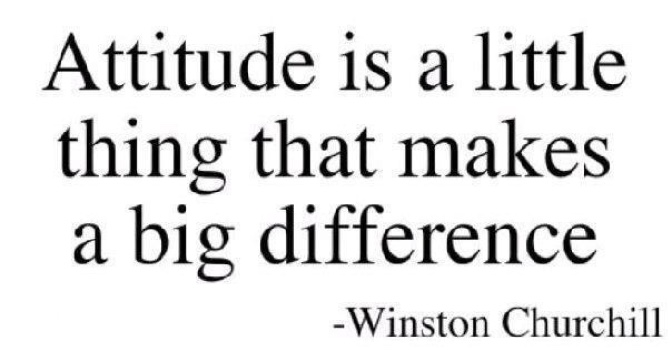 Attitude is a little
thing that makes
a big difference
-Winston Churchill